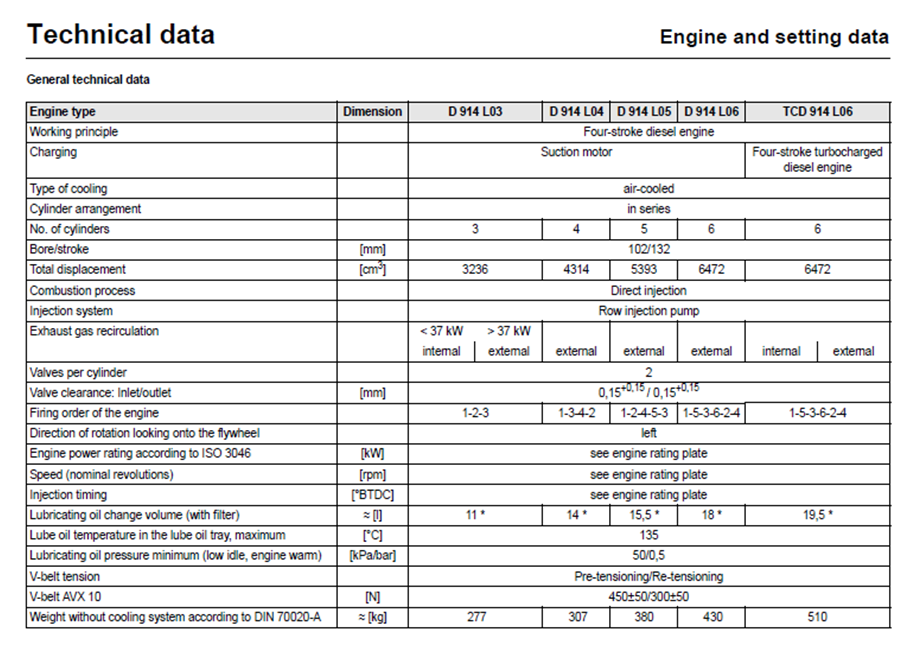 Technical data
Engine and setting data
General technical data
Engine type Dimension D 914 L03 D 914 L04 D 914 L05 D 914 L06 TCD 914 L06
Working principle Four-stroke diesel engine
Charging Suction motor Four-stroke turbocharged
diesel engine
Type of cooling air-cooled
Cylinder arrangement in series
No. of cylinders 3 4 5 6 6
Bore/stroke [mm] 102/132
Total displacement [cm³] 3236 4314 5393 6472 6472
Combustion process Direct injection
Injection system Row injection pump
Exhaust gas recirculation < 37 kW > 37 kW
internal external external external external internal external
Valves per cylinder 2
Valve clearance: Inlet/outlet [mm] 0,15+0,15 / 0,15+0,15
Firing order of the engine 1-2-3 1-3-4-2 1-2-4-5-3 1-5-3-6-2-4 1-5-3-6-2-4
Direction of rotation looking onto the flywheel left
Engine power rating according to ISO 3046 [kW] see engine rating plate
Speed (nominal revolutions) [rpm] see engine rating plate
Injection timing [°BTDC] see engine rating plate
Lubricating oil change volume (with filter) ≈ [l] 11 * 14 * 15,5 * 18 * 19,5 *
Lube oil temperature in the lube oil tray, maximum [°C] 135
Lubricating oil pressure minimum (low idle, engine warm) [kPa/bar] 50/0,5
V-belt tension Pre-tensioning/Re-tensioning
V-belt AVX 10 [N] 450±50/300±50
Weight without cooling system according to DIN 70020-A ≈ [kg] 277 307 380 430 510